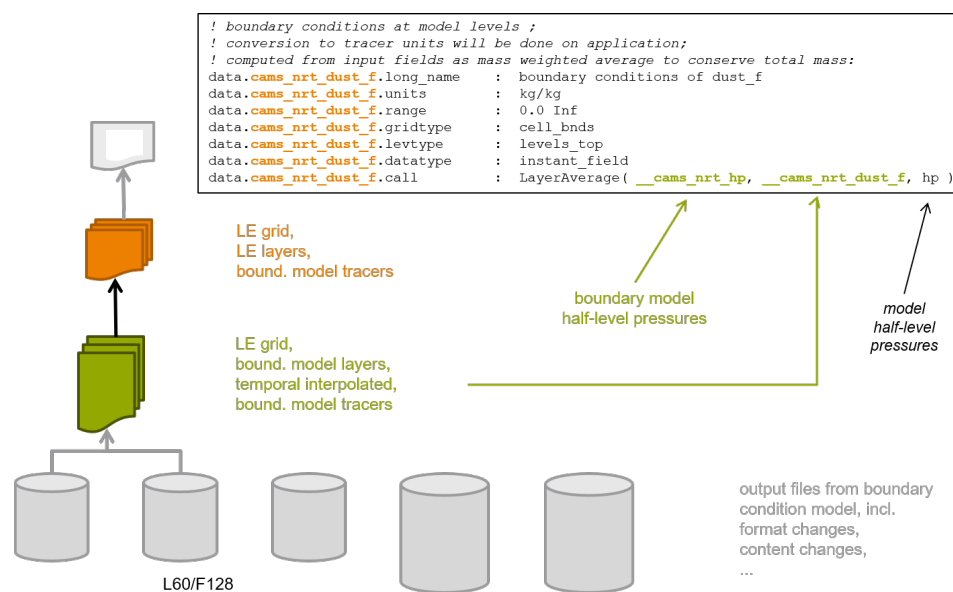 ! boundary conditions at model levels ;
! conversion to tracer units will be done on application;
! computed from input fields as mass weighted average to conserve total mass:
data.cams_nrt_dust_f.long_name : boundary conditions of dust_f
data.cams_nrt_dust_f.units : kg/kg
data.cams_nrt_dust_f.range : 0.0 Inf
data.cams_nrt_dust_f.gridtype : cell_bnds
data.cams_nrt_dust_f.levtype : levels_top
data.cams_nrt_dust_f.datatype : instant_field
data.cams_nrt_dust_f.call : LayerAverage( __cams_nrt_hp, __cams_nrt_dust_f, hp )
LE grid,
LE layers,
bound. model tracers
boundary model
half-level pressures
model
half-level
pressures
LE grid,
bound. model layers,
temporal interpolated,
bound. model tracers
output files from boundary
condition model, incl.
format changes,
content changes,
...
L60/F128